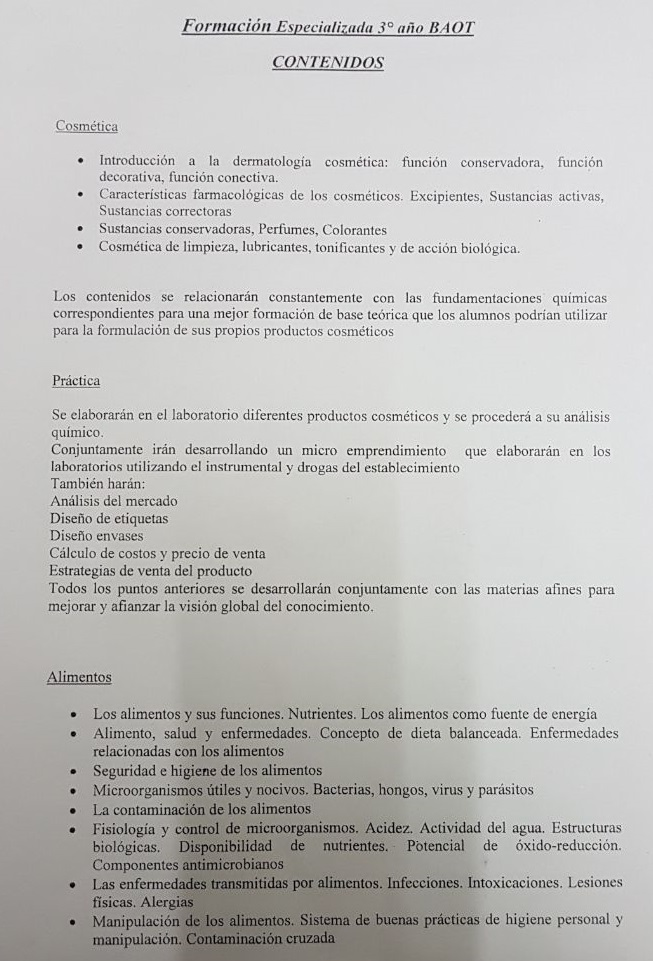 Formación Especializada 3° año BAOT
CONTENIDOS
Cosmética
• Introducción a la dermatología cosmética: función conservadora, función
decorativa, función conectiva.
• Características farmacológicas de los cosméticos. Excipientes, Sustancias activas,
Sustancias correctoras
• Sustancias conservadoras, Perfumes, Colorantes
• Cosmética de limpieza, lubricantes, tonificantes y de acción biológica.
Los contenidos se relacionarán constantemente con las fundamentaciones químicas
correspondientes para una mejor formación de base teórica que los alumnos podrían utilizar
para la formulación de sus propios productos cosméticos
Práctica
Se elaborarán en el laboratorio diferentes productos cosméticos y se procederá a su análisis
químico.
Conjuntamente irán desarrollando un micro emprendimiento que elaborarán en los
laboratorios utilizando el instrumental y drogas del establecimiento
También harán:
Análisis del mercado
Diseño de etiquetas
Diseño envases
Cálculo de costos y precio de venta
Estrategias de venta del producto
Todos los puntos anteriores se desarrollarán conjuntamente con las materias afines para
mejorar y afianzar la visión global del conocimiento.
Alimentos
• Los alimentos y sus funciones. Nutrientes. Los alimentos como fuente de energía
• Alimento, salud y enfermedades. Concepto de dieta balanceada. Enfermedades
relacionadas con los alimentos
• Seguridad e higiene de los alimentos
• Microorganismos útiles y nocivos. Bacterias, hongos, virus y parásitos
• La contaminación de los alimentos
• Fisiología y control de microorganismos. Acidez. Actividad del agua. Estructuras
biológicas. Disponibilidad de nutrientes. Potencial de óxido-reducción.
Componentes antimicrobianos
• Las enfermedades transmitidas por alimentos. Infecciones. Intoxicaciones. Lesiones
físicas. Alergias
• Manipulación de los alimentos. Sistema de buenas prácticas de higiene personal y
manipulación. Contaminación cruzada